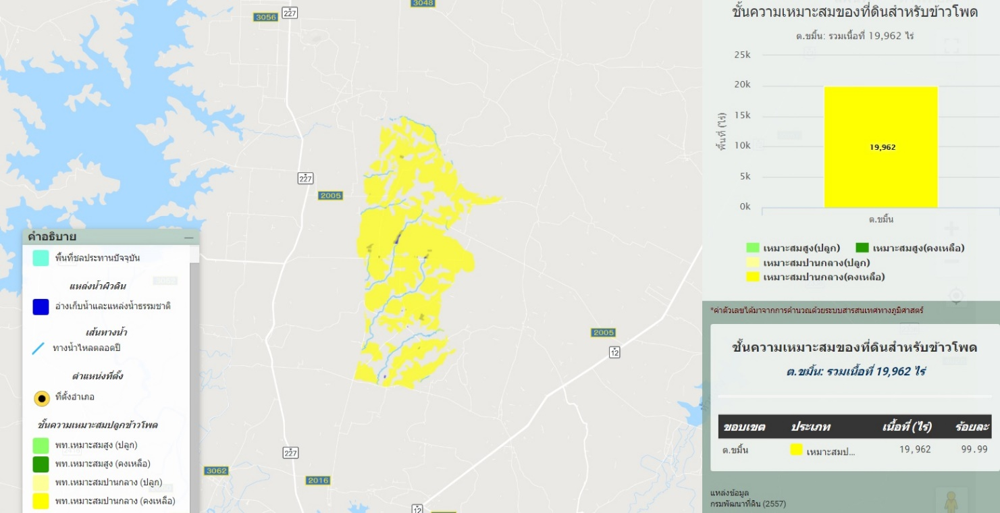 3048
3056
227
227
2005
2005
12
227
3062
2016
12
คำอธิบาย
พื้นที่ชลประทานปัจจุบัน
แหล่งน้ำผิวดิน
อ่างเก็บน้ำและแหล่งน้ำธรรมชาติ
เส้นทางน้ำ
ทางน้ำไหลตลอดปี
ตำแหน่งที่ตั้ง
ที่ตั้งอำเภอ
ชั้นความเหมาะสมปลูกข้าวโพด
พท.เหมาะสมสูง (ปลูก)
พท.เหมาะสมสูง (คงเหลือ)
พท.เหมาะสมปานกลาง (ปลูก)
พท.เหมาะสมปานกลาง (คงเหลือ)
ชั้นความเหมาะสมของที่ดินสำหรับข้าวโพด
ต.ขมิ้น: รวมเนื้อที่ 19,962 ไร่
25k
20k
15k
10k
5k
0k
พื้นที่ (ไร่)
19,962
ต.ขมิ้น
เหมาะสมสูง(ปลูก) เหมาะสมสูง(คงเหลือ)
เหมาะสมปานกลาง(ปลูก)
เหมาะสมปานกลาง(คงเหลือ)
*ค่าตัวเลขได้มาจากการคำนวณด้วยระบบสารสนเทศทางภูมิศาสตร์
ชั้นความเหมาะสมของที่ดินสำหรับข้าวโพด
ต.ขมิ้น: รวมเนื้อที่ 19,962 ไร่
ขอบเขต ประเภท เนื้อที่ (ไร่) ร้อยละ
ต.ขมิ้น เหมาะสมป... 19,962 99.99
แหล่งข้อมูล
กรมพัฒนาที่ดิน (2557)